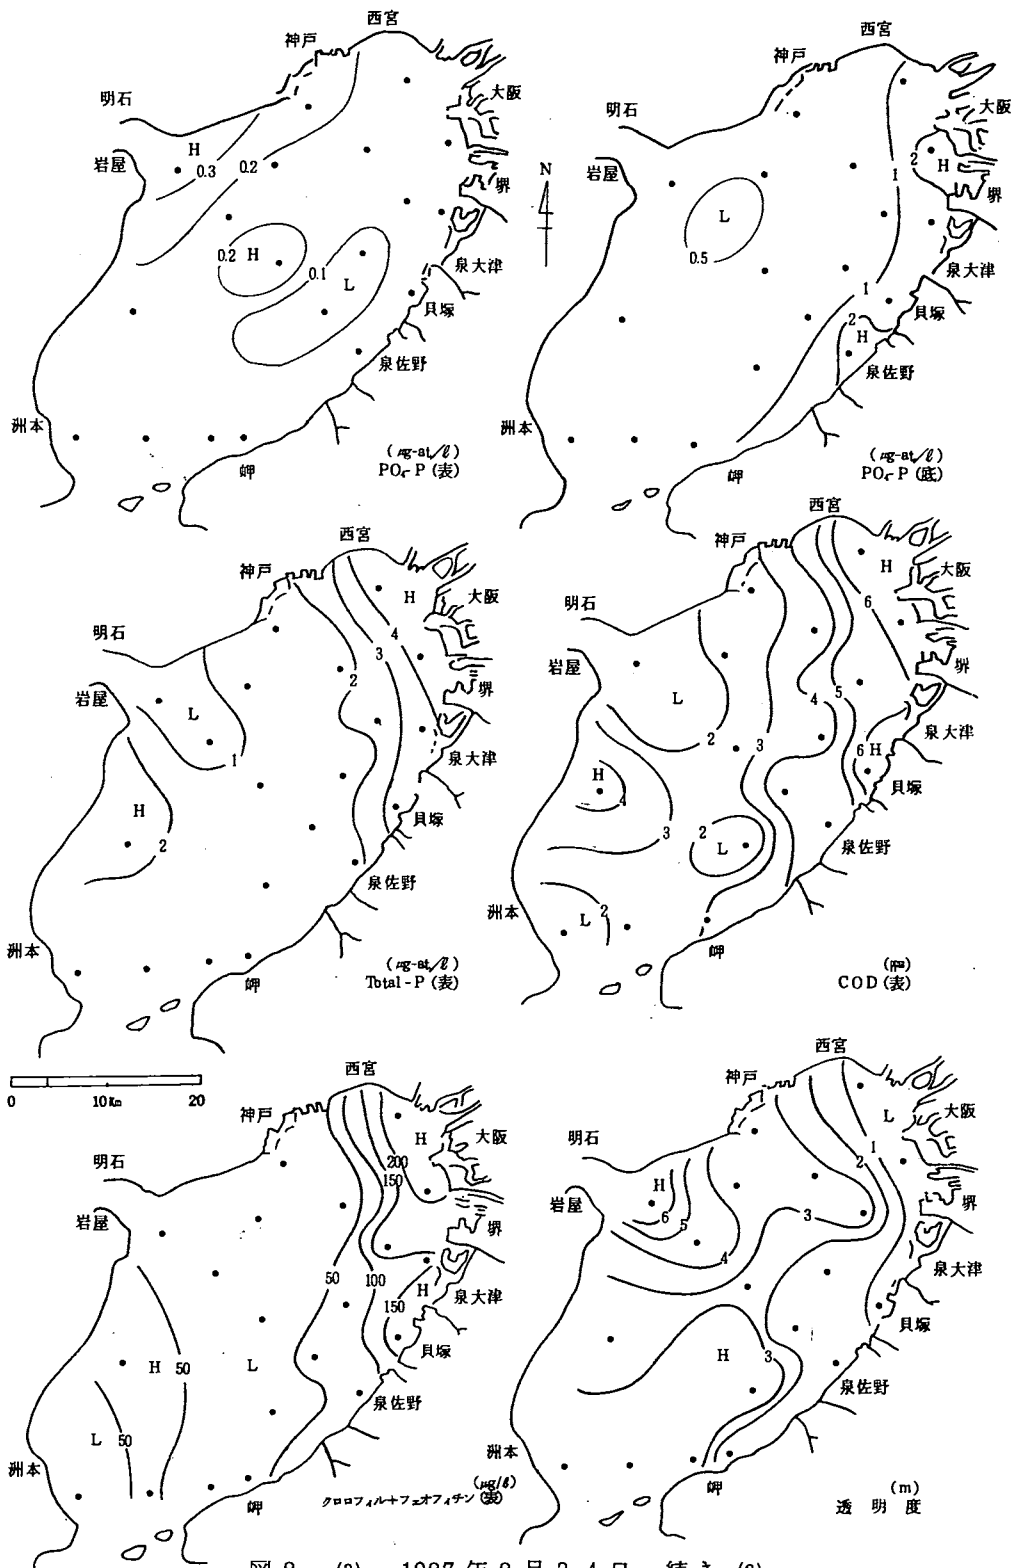 西宮
神戸
明石
大阪
岩屋
H
0.3
0.2
堺
0.2 H
0.1
L
泉大津
貝塚
泉佐野
洲本
岬
(μg-at/ℓ)
PO₄-P (表)
N
西宮
神戸
明石
大阪
2
H
岩屋
1
堺
L
0.5
泉大津
1
貝塚
2
H
泉佐野
洲本
岬
(μg-at/ℓ)
PO₄-P (底)
西宮
神戸
H
大阪
明石
4
3
2
堺
岩屋
L
1
泉大津
H
2
貝塚
泉佐野
洲本
岬
(μg-at/ℓ)
Total-P (表)
西宮
神戸
H
大阪
明石
6
岩屋
堺
L
4
5
2
3
泉大津
6 H
H
4
貝塚
3
2
L
泉佐野
洲本
L 2
岬
(ppm)
COD (表)
0 10Km 20
西宮
神戸
H
大阪
明石
200
150
岩屋
堺
50
100
H
150
泉大津
貝塚
H 50
L
泉佐野
L 50
洲本
岬
(μg/ℓ)
クロロフィル+フェオフィチン (表)
西宮
神戸
L
大阪
明石
1
2
H
岩屋
6
5
3
堺
4
泉大津
貝塚
H
3
泉佐野
洲本
岬
(m)
透明度